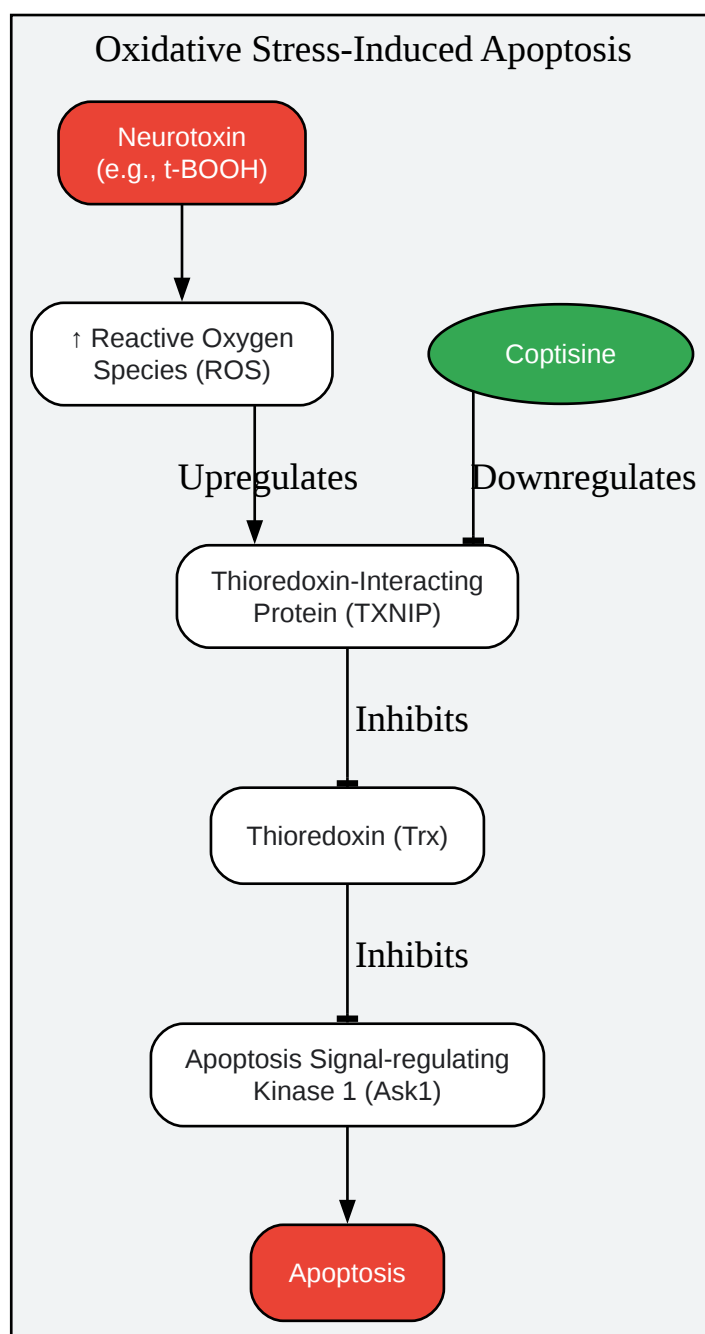 Oxidative Stress-Induced Apoptosis
Neurotoxin
(e.g., t-BOOH)
↑ Reactive Oxygen
Species (ROS)
Coptisine
Upregulates
Downregulates
Thioredoxin-Interacting
Protein (TXNIP)
Inhibits
Thioredoxin (Trx)
Inhibits
Apoptosis Signal-regulating
Kinase 1 (Ask1)
Apoptosis